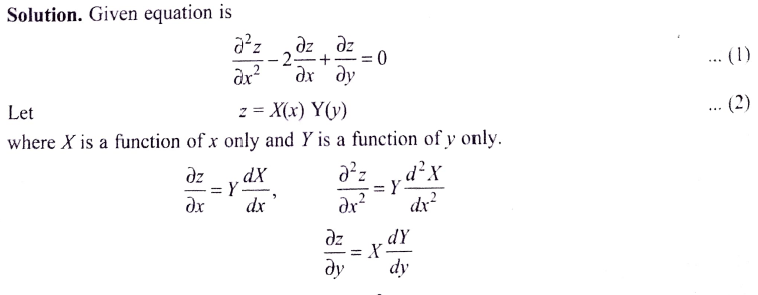 Solution. Given equation is
∂²z/∂x² − 2 ∂z/∂x + ∂z/∂y = 0 ... (1)
Let z = X(x) Y(y) ... (2)
where X is a function of x only and Y is a function of y only.
∂z/∂x = Y dX/dx, ∂²z/∂x² = Y d²X/dx²
∂z/∂y = X dY/dy